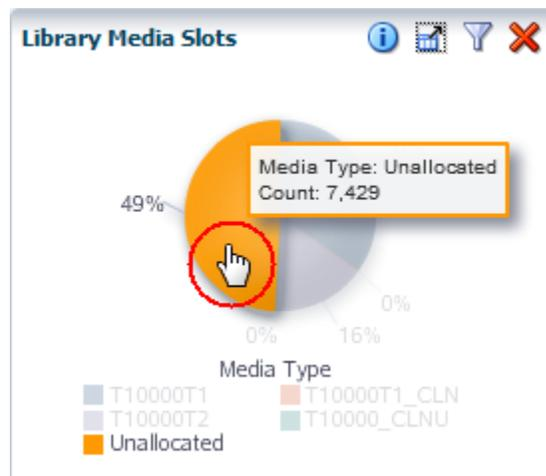 Library Media Slots
Media Type: Unallocated
Count: 7,429
49%
0%
0%
16%
Media Type
T10000T1
T10000T1_CLN
T10000T2
T10000_CLNU
Unallocated